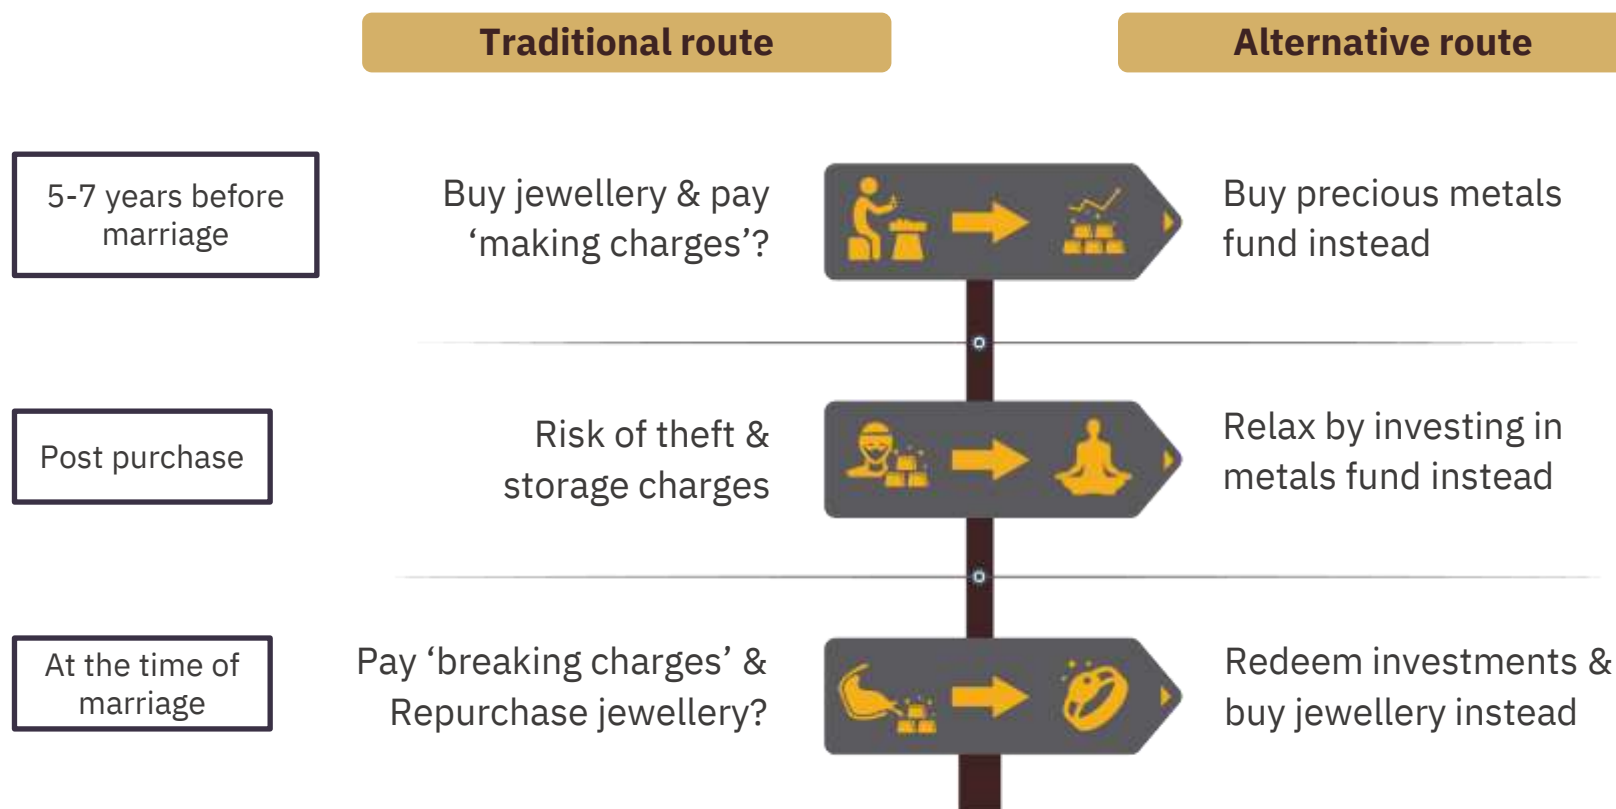 Traditional route
Alternative route
5-7 years before
marriage
Buy jewellery & pay
‘making charges’?
Buy precious metals
fund instead
Post purchase
Risk of theft &
storage charges
Relax by investing in
metals fund instead
At the time of
marriage
Pay ‘breaking charges’ &
Repurchase jewellery?
Redeem investments &
buy jewellery instead